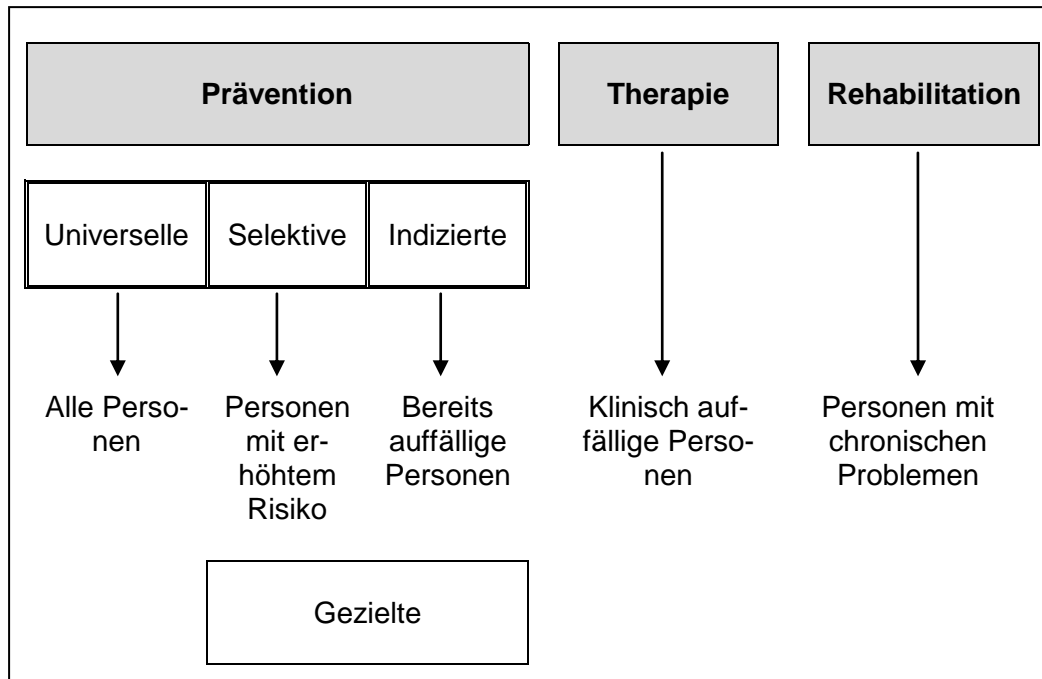 Prävention
Therapie
Rehabilitation
Universelle
Selektive
Indizierte
Alle Perso-
nen
Personen
mit er-
höhtem
Risiko
Bereits
auffällige
Personen
Klinisch auf-
fällige Perso-
nen
Personen mit
chronischen
Problemen
Gezielte